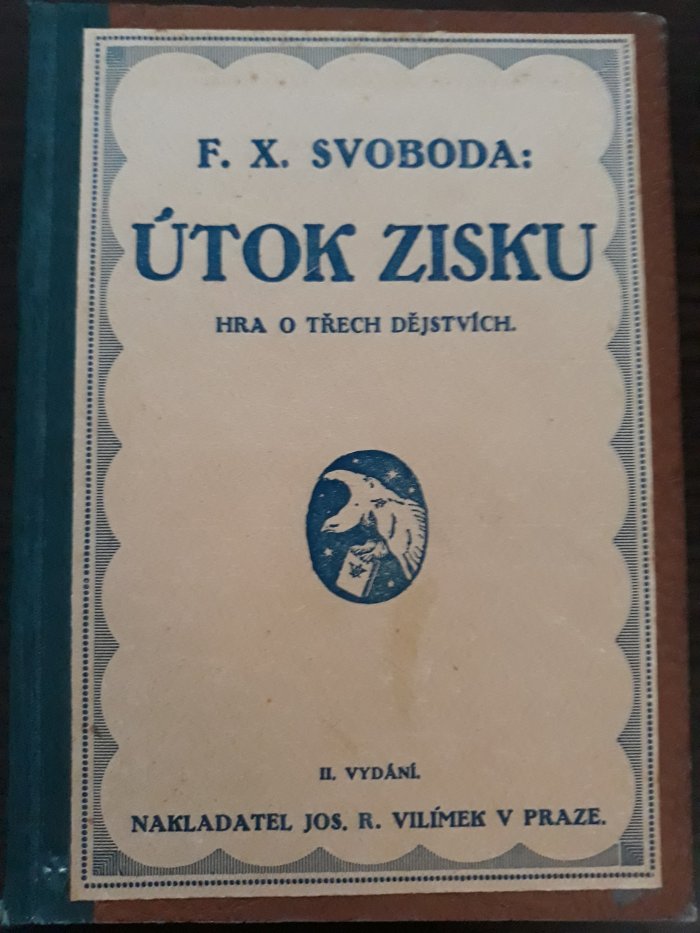 F. X. SVOBODA:
ÚTOK ZISKU
HRA O TŘECH DĚJSTVÍCH.
II. VYDÁNÍ.
NAKLADATEL JOS. R. VILÍMEK V PRAZE.